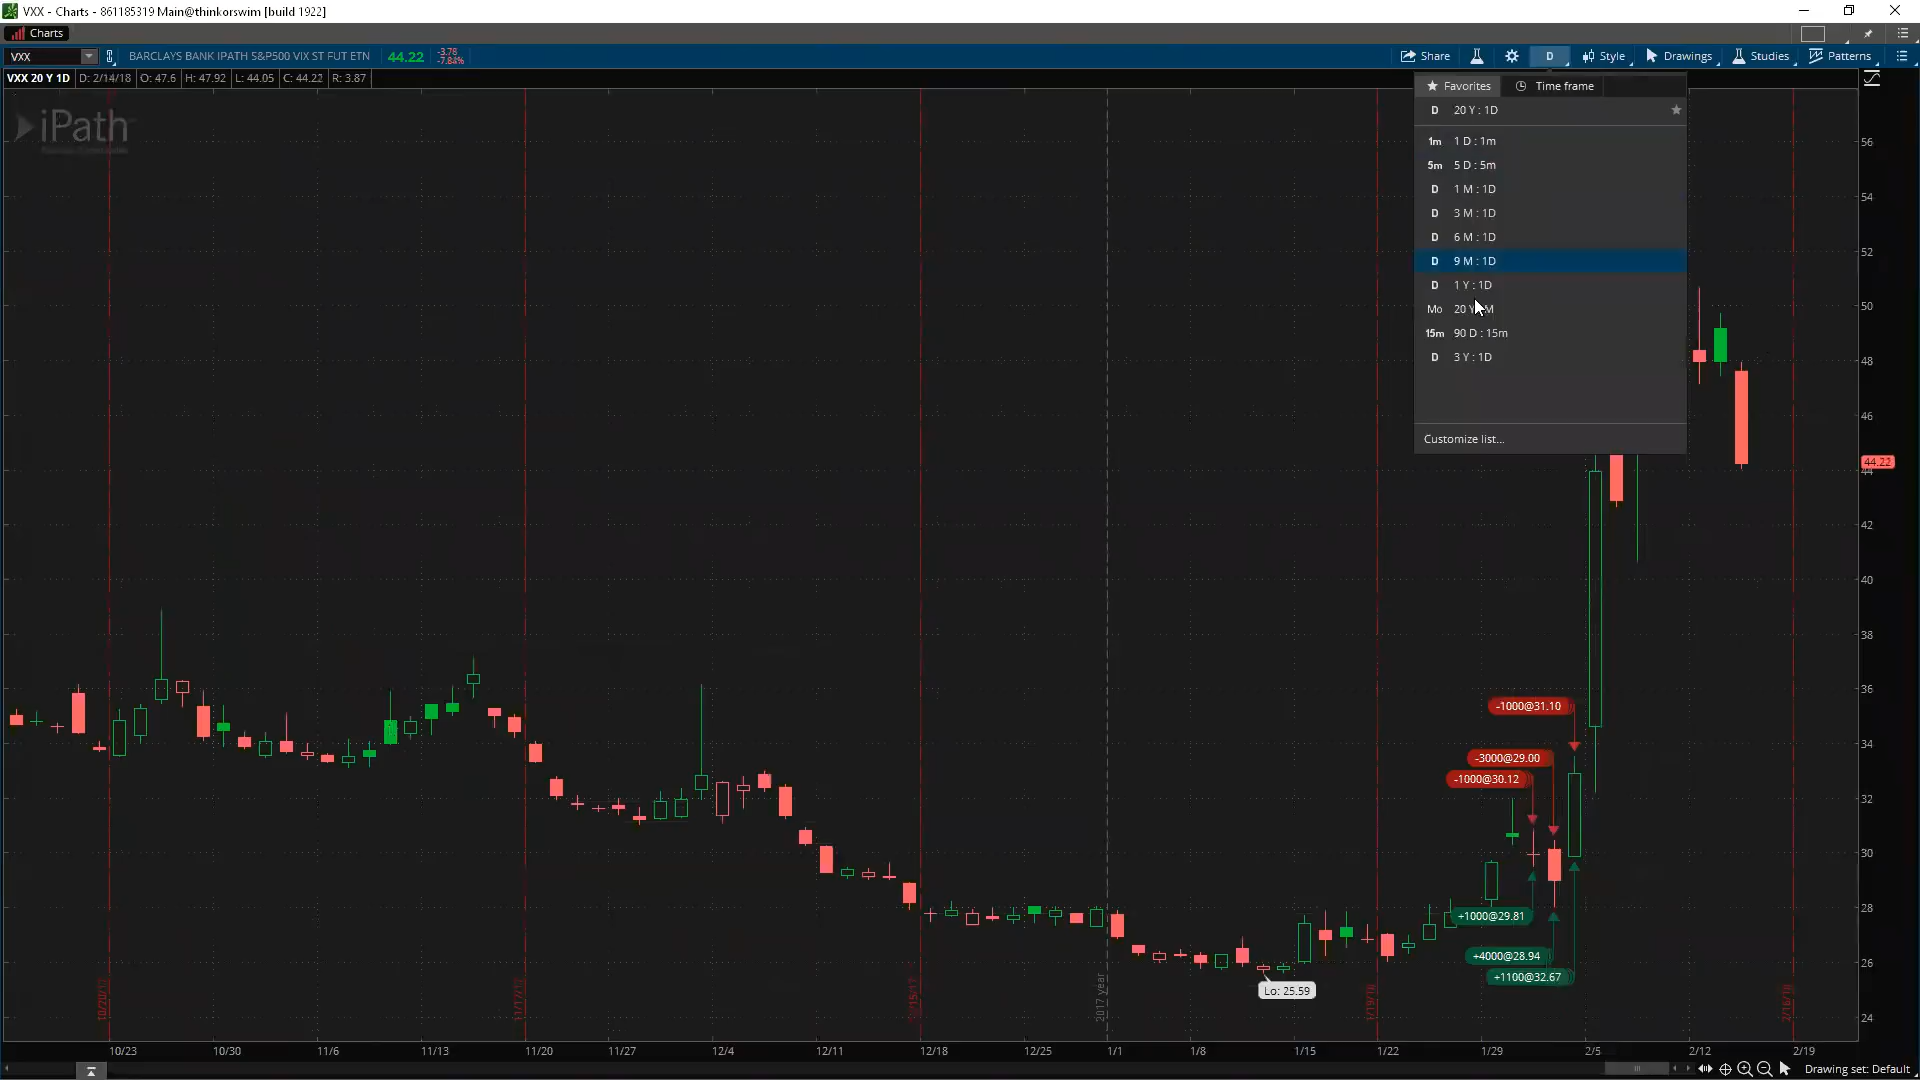 VXX - Charts - 861185319 Main@thinkorswim [build 1922]
Charts
VXX BARCLAYS BANK IPATH S&P500 VIX ST FUT ETN 44.22 -3.78 -7.84% Share D Style Drawings Studies Patterns
VXX 20 Y 1D D: 2/14/18 O: 47.6 H: 47.92 L: 44.05 C: 44.22 R: 3.87
iPath
Favorites Time frame
D 20 Y : 1D
1m 1 D : 1m
5m 5 D : 5m
D 1 M : 1D
D 3 M : 1D
D 6 M : 1D
D 9 M : 1D
D 1 Y : 1D
Mo 20 Y M
15m 90 D : 15m
D 3 Y : 1D
Customize list...
56
54
52
50
48
46
44.22
44
42
40
38
36
34
32
30
28
26
24
-1000@31.10
-3000@29.00
-1000@30.12
+1000@29.81
+4000@28.94
+1100@32.67
Lo: 25.59
2017 year
1/19/18
2/16/18
10/23 10/30 11/6 11/13 11/20 11/27 12/4 12/11 12/18 12/25 1/1 1/8 1/15 1/22 1/29 2/5 2/12 2/19
Drawing set: Default